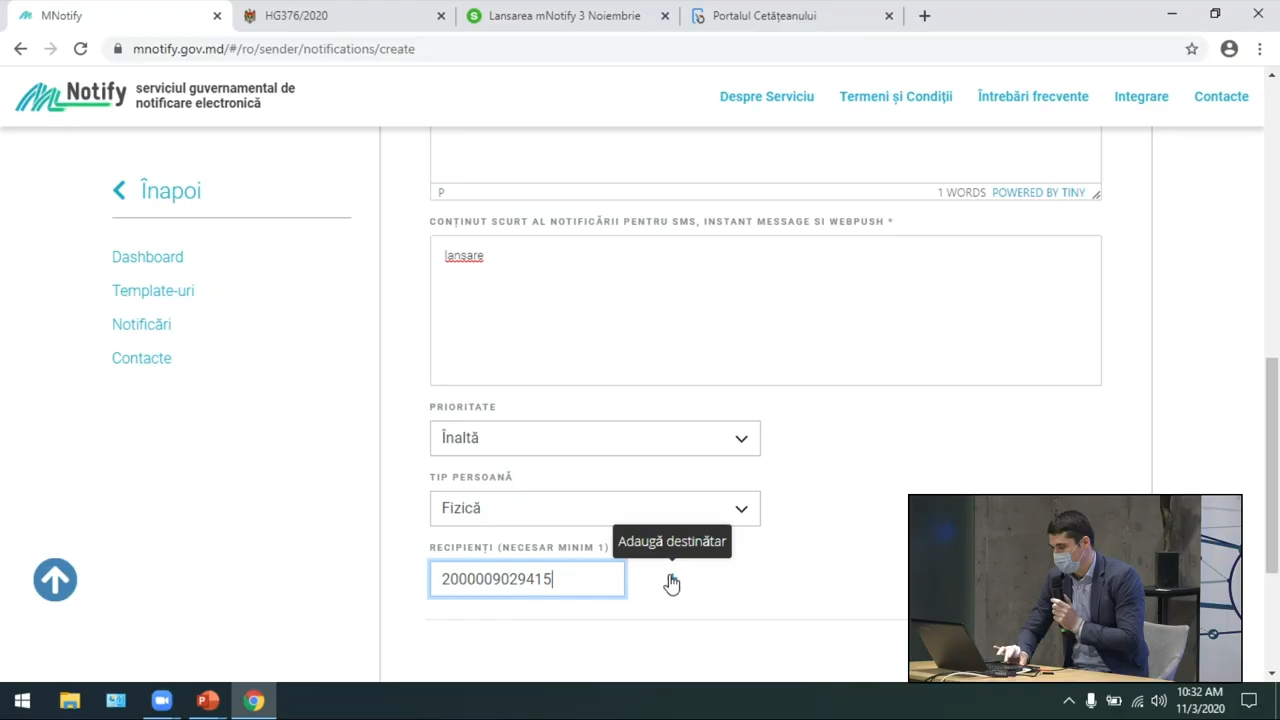 MNotify
HG376/2020
Lansarea mNotify 3 Noiembrie
Portalul Cetățeanului
mnotify.gov.md/#/ro/sender/notifications/create
Notify
serviciul guvernamental de
notificare electronică
Despre Serviciu
Termeni și Condiții
Întrebări frecvente
Integrare
Contacte
Înapoi
Dashboard
Template-uri
Notificări
Contacte
P
1 WORDS POWERED BY TINY
CONȚINUT SCURT AL NOTIFICĂRII PENTRU SMS, INSTANT MESSAGE SI WEBPUSH *
lansare
PRIORITATE
Înaltă
TIP PERSOANĂ
Fizică
RECIPIENȚI (NECESAR MINIM 1)
Adaugă destinătar
2000009029415
10:32 AM
11/3/2020